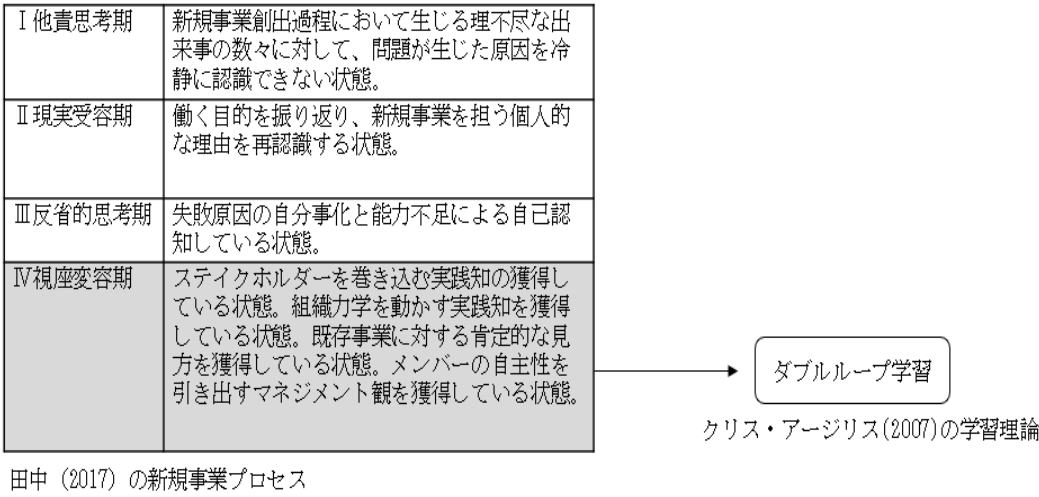 Ⅰ他責思考期
新規事業創出過程において生じる理不尽な出
来事の数々に対して、問題が生じた原因を冷
静に認識できない状態。
Ⅱ現実受容期
働く目的を振り返り、新規事業を担う個人的
な理由を再認識する状態。
Ⅲ反省的思考期
失敗原因の自分事化と能力不足による自己認
知している状態。
Ⅳ視座変容期
ステイクホルダーを巻き込む実践知の獲得し
ている状態。組織力学を動かす実践知を獲得
している状態。既存事業に対する肯定的な見
方を獲得している状態。メンバーの自主性を
引き出すマネジメント観を獲得している状態。
ダブルループ学習
クリス・アージリス(2007)の学習理論
田中（2017）の新規事業プロセス